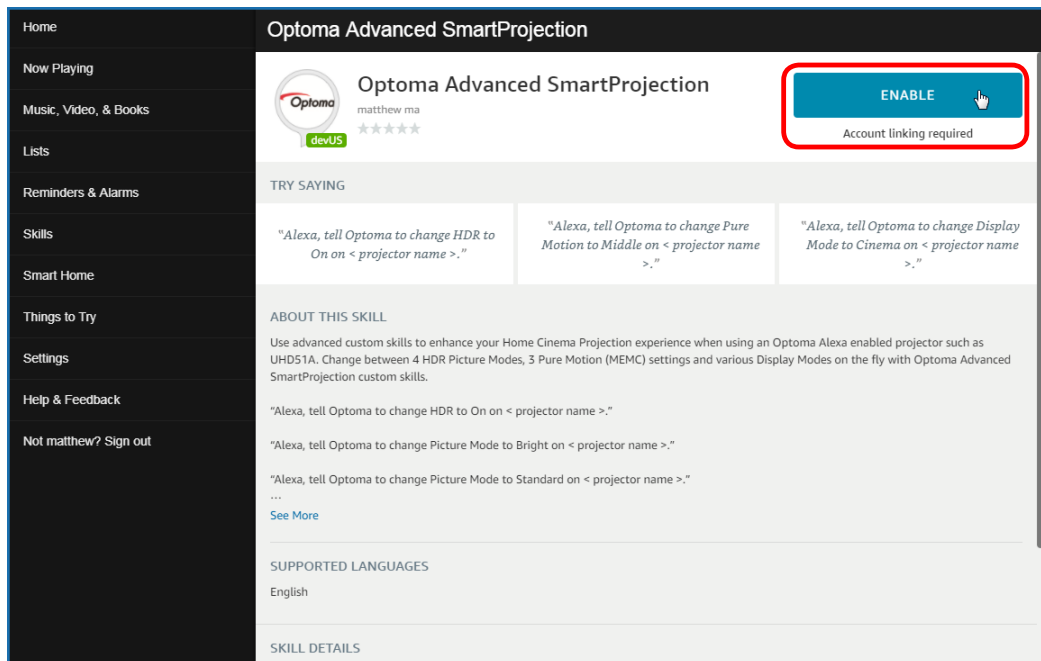 Home
Now Playing
Music, Video, & Books
Lists
Reminders & Alarms
Skills
Smart Home
Things to Try
Settings
Help & Feedback
Not matthew? Sign out
Optoma Advanced SmartProjection
Optoma
devUS
Optoma Advanced SmartProjection
matthew ma
ENABLE
Account linking required
TRY SAYING
"Alexa, tell Optoma to change HDR to
On on < projector name >."
"Alexa, tell Optoma to change Pure
Motion to Middle on < projector name
>."
"Alexa, tell Optoma to change Display
Mode to Cinema on < projector name
>."
ABOUT THIS SKILL
Use advanced custom skills to enhance your Home Cinema Projection experience when using an Optoma Alexa enabled projector such as
UHD51A. Change between 4 HDR Picture Modes, 3 Pure Motion (MEMC) settings and various Display Modes on the fly with Optoma Advanced
SmartProjection custom skills.
"Alexa, tell Optoma to change HDR to On on < projector name >."
"Alexa, tell Optoma to change Picture Mode to Bright on < projector name >."
"Alexa, tell Optoma to change Picture Mode to Standard on < projector name >."
...
See More
SUPPORTED LANGUAGES
English
SKILL DETAILS